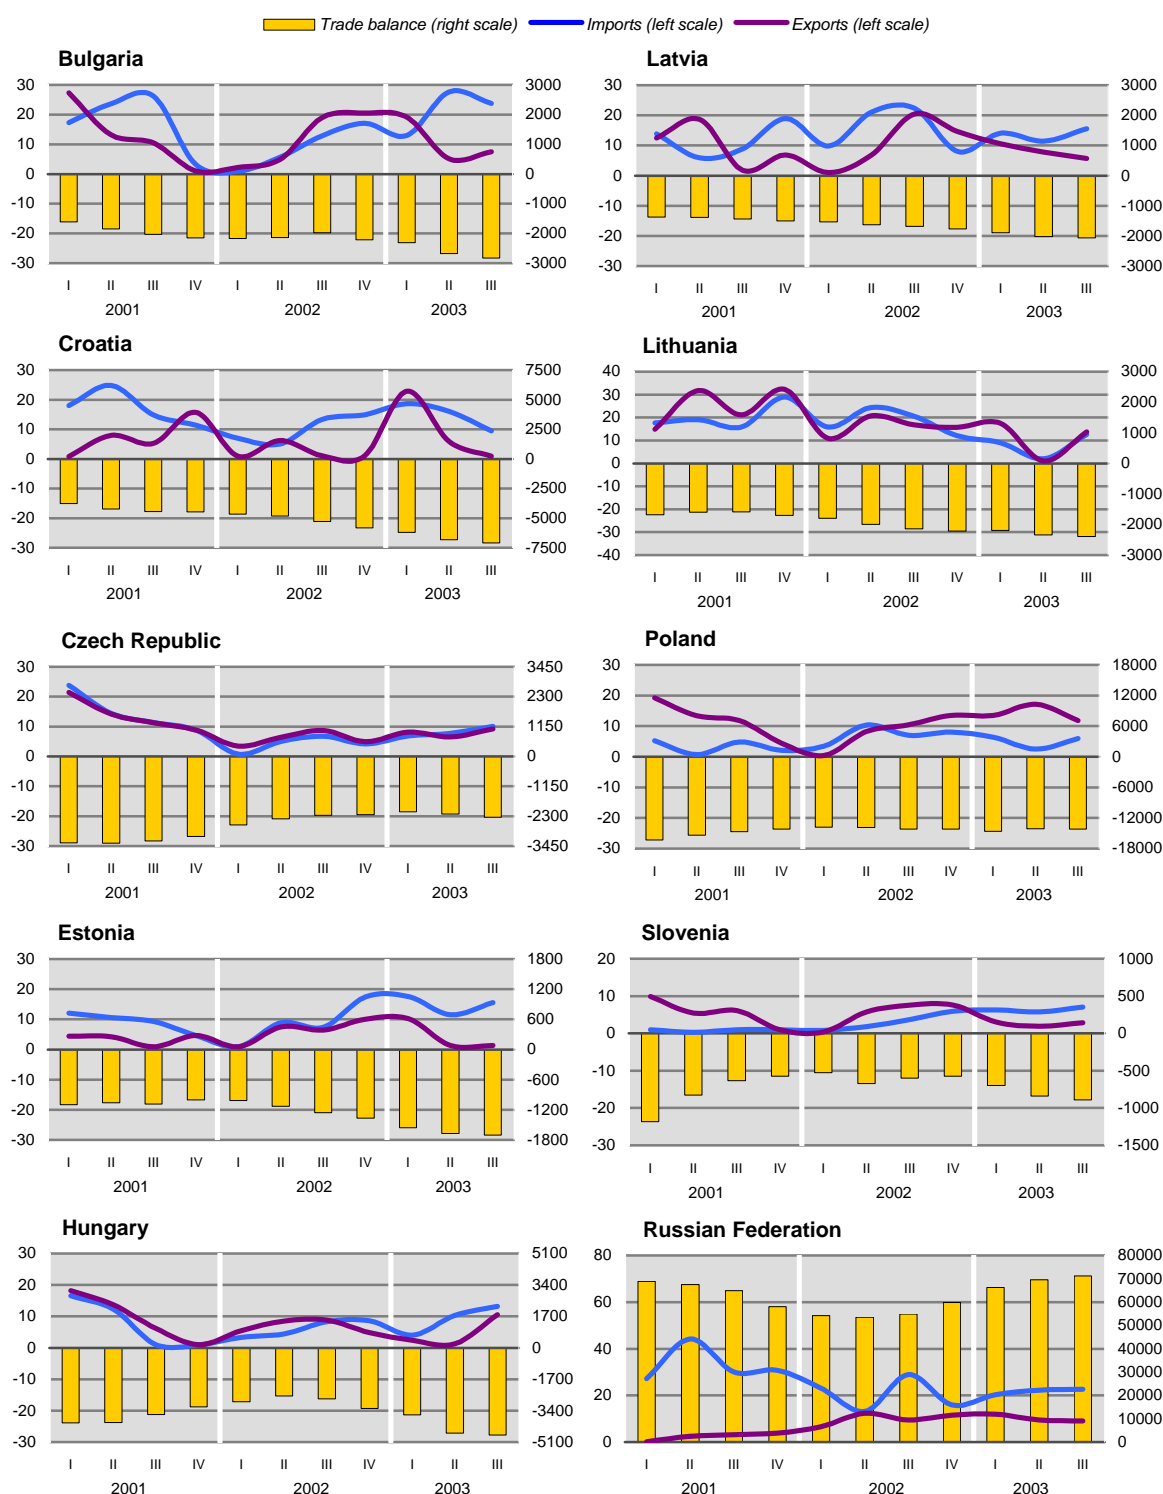 Trade balance (right scale) Imports (left scale) Exports (left scale)
Bulgaria
30 3000
20 2000
10 1000
0 0
-10 -1000
-20 -2000
-30 -3000
I II III IV I II III IV I II III
2001 2002 2003
Latvia
30 3000
20 2000
10 1000
0 0
-10 -1000
-20 -2000
-30 -3000
I II III IV I II III IV I II III
2001 2002 2003
Croatia
30 7500
20 5000
10 2500
0 0
-10 -2500
-20 -5000
-30 -7500
I II III IV I II III IV I II III
2001 2002 2003
Lithuania
40 3000
30 2000
20 1000
10 0
0 -1000
-10 -2000
-20 -3000
-30
-40
I II III IV I II III IV I II III
2001 2002 2003
Czech Republic
30 3450
20 2300
10 1150
0 0
-10 -1150
-20 -2300
-30 -3450
I II III IV I II III IV I II III
2001 2002 2003
Poland
30 18000
20 12000
10 6000
0 0
-10 -6000
-20 -12000
-30 -18000
I II III IV I II III IV I II III
2001 2002 2003
Estonia
30 1800
20 1200
10 600
0 0
-10 -600
-20 -1200
-30 -1800
I II III IV I II III IV I II III
2001 2002 2003
Slovenia
20 1000
10 500
0 0
-10 -500
-20 -1000
-30 -1500
I II III IV I II III IV I II III
2001 2002 2003
Hungary
30 5100
20 3400
10 1700
0 0
-10 -1700
-20 -3400
-30 -5100
I II III IV I II III IV I II III
2001 2002 2003
Russian Federation
80 80000
70000
60 60000
50000
40 40000
30000
20 20000
10000
0 0
I II III IV I II III IV I II III
2001 2002 2003